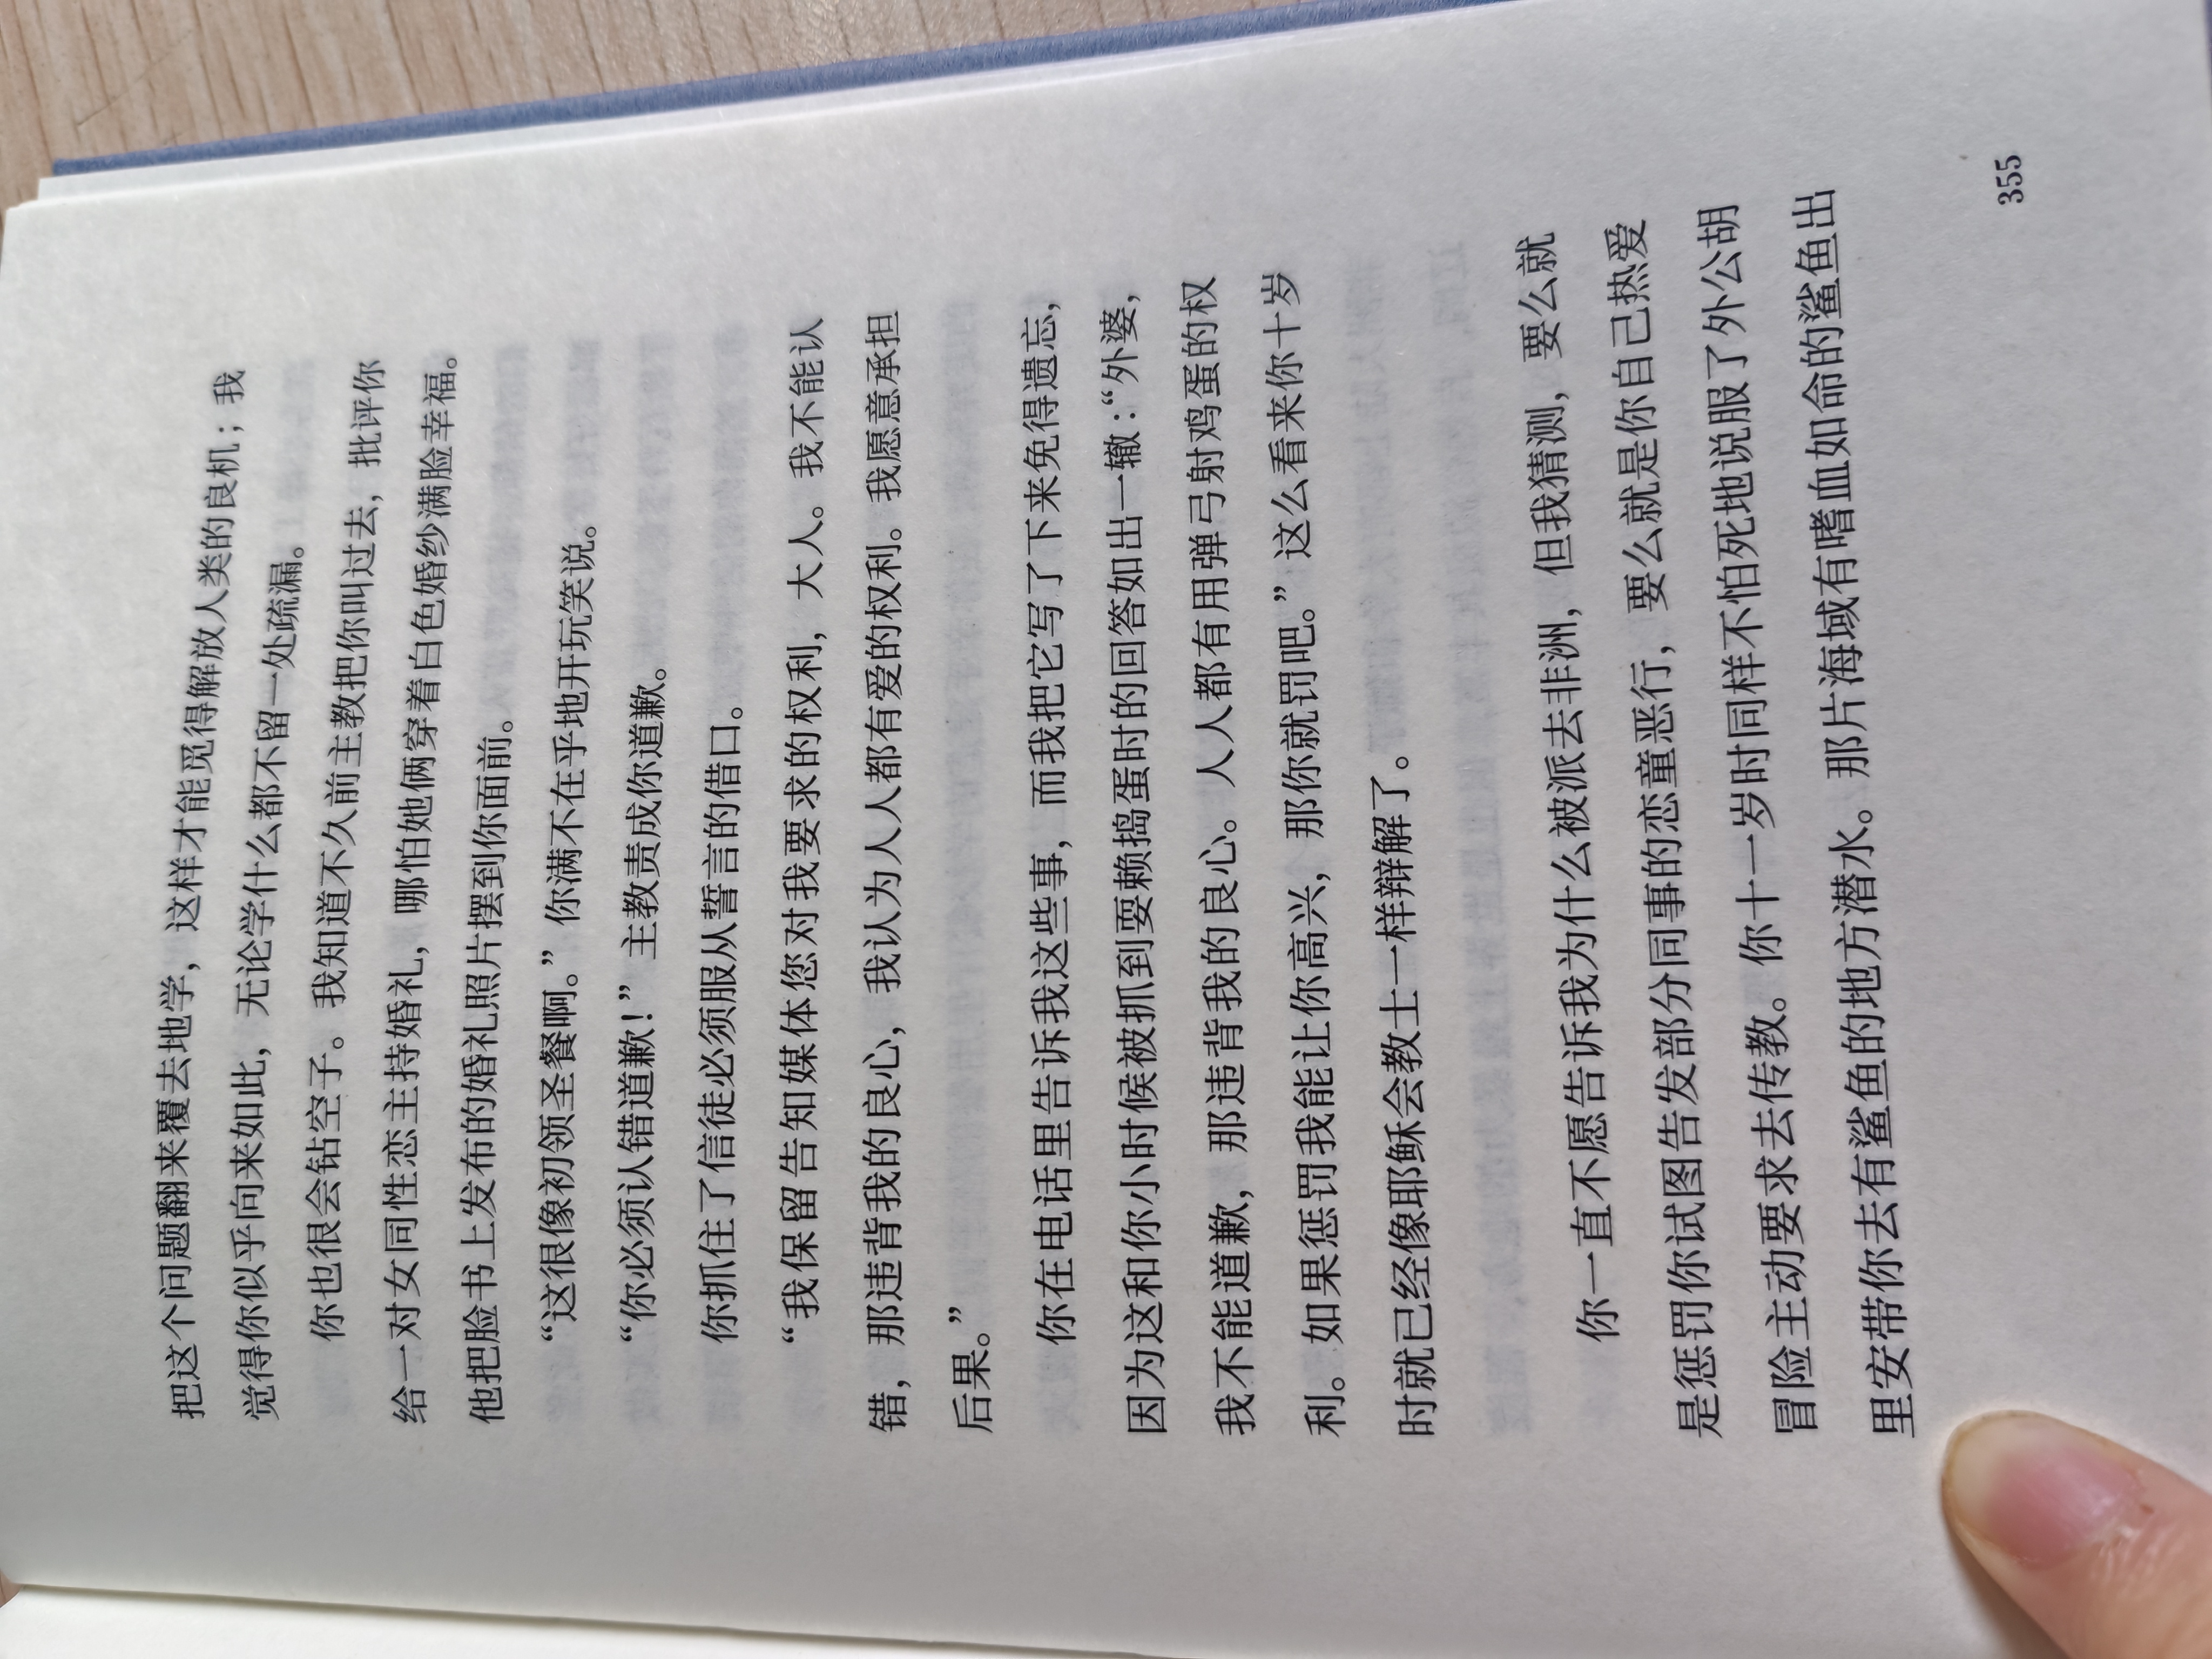 把这个问题翻来覆去地学，这样才能觅得解放人类的良机；我
觉得你似乎向来如此，无论学什么都不留一处疏漏。
你也很会钻空子。我知道不久前主教把你叫过去，批评你
给一对女同性恋主持婚礼，哪怕她俩穿着白色婚纱满脸幸福。
他把脸书上发布的婚礼照片摆到你面前。
“这很像初领圣餐啊。”你满不在乎地开玩笑说。
“你必须认错道歉！”主教责成你道歉。
你抓住了信徒必须服从誓言的借口。
“我保留告知媒体您对我要求的权利，大人。我不能认
错，那违背我的良心，我认为人人都有爱的权利。我愿意承担
后果。”
你在电话里告诉我这些事，而我把它写了下来免得遗忘，
因为这和你小时候被抓到耍赖捣蛋时的回答如出一辙：“外婆，
我不能道歉，那违背我的良心。人人都有用弹弓射鸡蛋的权
利。如果惩罚我能让你高兴，那你就罚吧。”这么看来你十岁
时就已经像耶稣会教士一样辩解了。
你一直不愿告诉我为什么被派去非洲，但我猜测，要么就
是惩罚你试图告发部分同事的恋童恶行，要么就是你自己热爱
冒险主动要求去传教。你十一岁时同样不怕死地说服了外公胡
里安带你去有鲨鱼的地方潜水。那片海域有嗜血如命的鲨鱼出
355